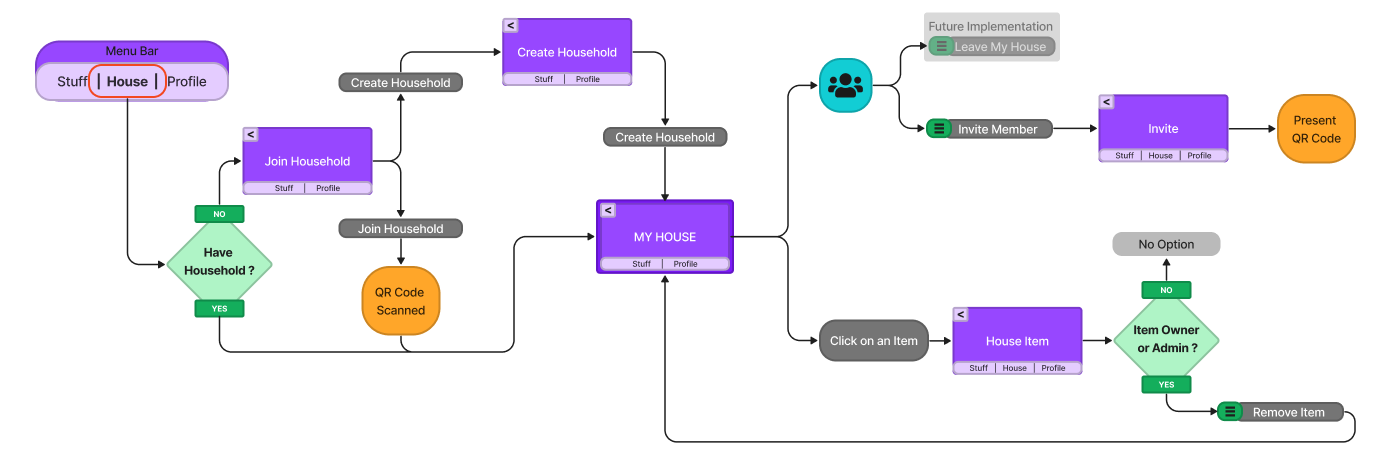 Menu Bar
Stuff | House | Profile
Have
Household ?
NO
YES
<
Join Household
Stuff | Profile
Create Household
Join Household
QR Code
Scanned
<
Create Household
Stuff | Profile
Create Household
<
MY HOUSE
Stuff | Profile
Future Implementation
Leave My House
Invite Member
<
Invite
Stuff | House | Profile
Present
QR Code
Click on an Item
<
House Item
Stuff | House | Profile
No Option
NO
Item Owner
or Admin ?
YES
Remove Item